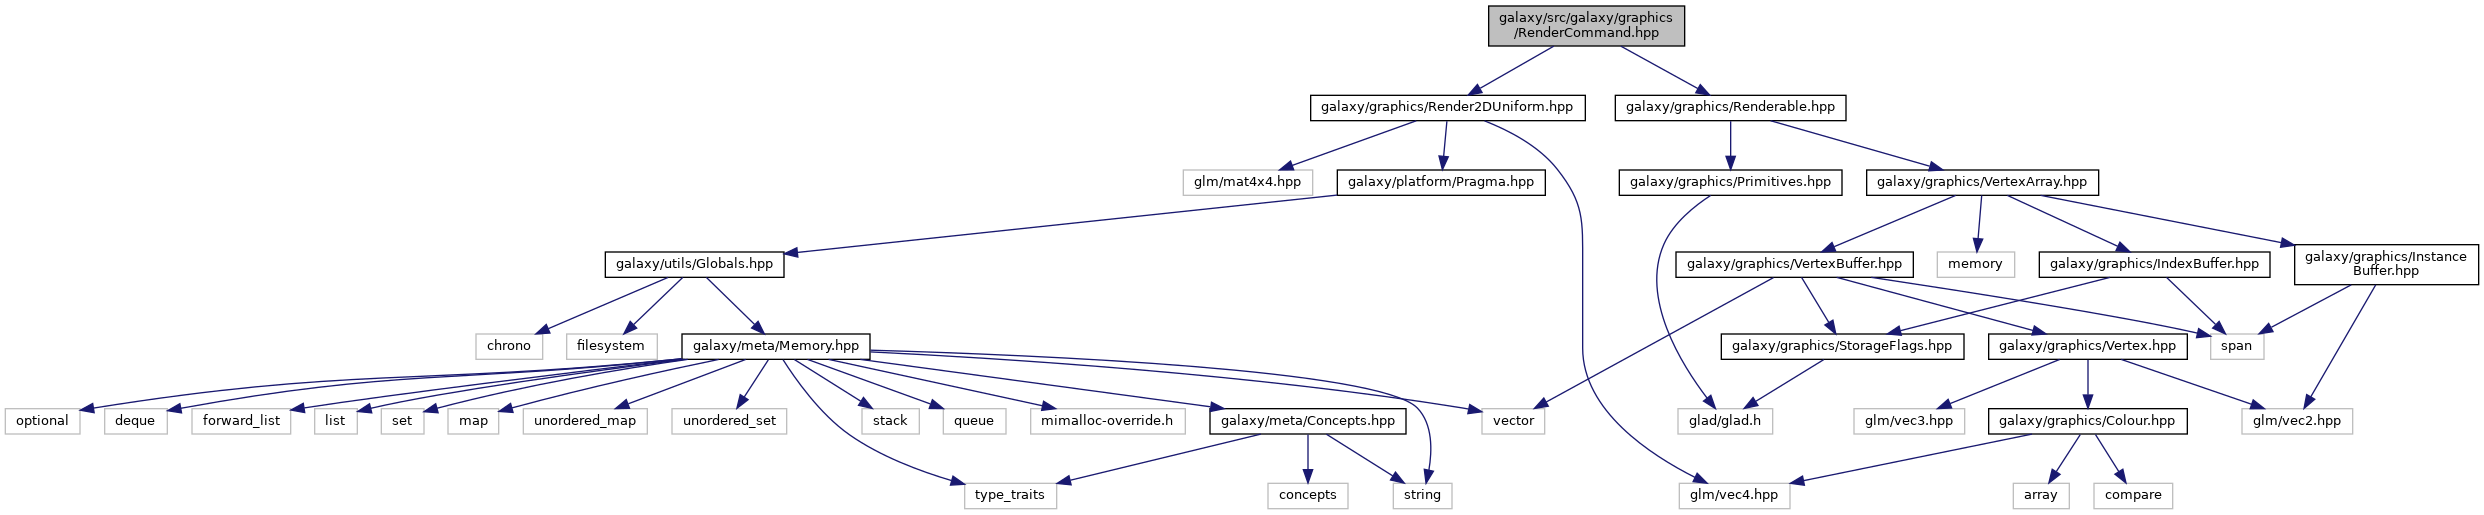 galaxy/src/galaxy/graphics
/RenderCommand.hpp
galaxy/graphics/Render2DUniform.hpp
galaxy/graphics/Renderable.hpp
glm/mat4x4.hpp
galaxy/platform/Pragma.hpp
galaxy/graphics/Primitives.hpp
galaxy/graphics/VertexArray.hpp
galaxy/utils/Globals.hpp
galaxy/graphics/VertexBuffer.hpp
memory
galaxy/graphics/IndexBuffer.hpp
galaxy/graphics/Instance
Buffer.hpp
chrono
filesystem
galaxy/meta/Memory.hpp
galaxy/graphics/StorageFlags.hpp
galaxy/graphics/Vertex.hpp
span
optional
deque
forward_list
list
set
map
unordered_map
unordered_set
stack
queue
mimalloc-override.h
galaxy/meta/Concepts.hpp
vector
glad/glad.h
glm/vec3.hpp
galaxy/graphics/Colour.hpp
glm/vec2.hpp
type_traits
concepts
string
glm/vec4.hpp
array
compare